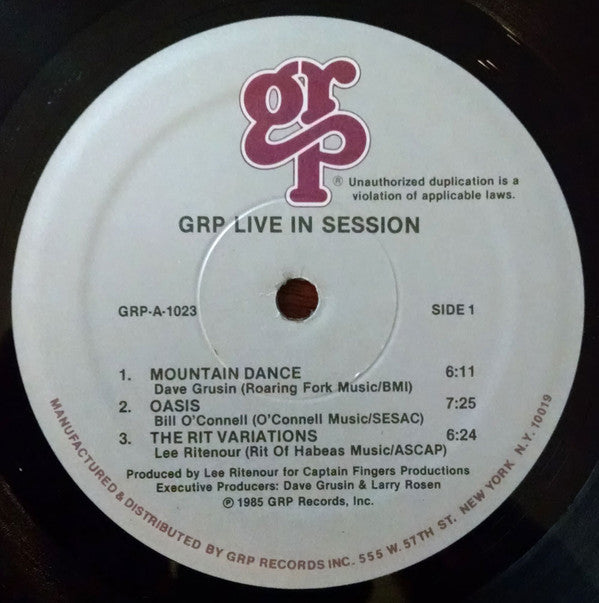 grp
® Unauthorized duplication is a
violation of applicable laws.
GRP LIVE IN SESSION
GRP-A-1023
SIDE 1
1. MOUNTAIN DANCE 6:11
Dave Grusin (Roaring Fork Music/BMI)
2. OASIS 7:25
Bill O'Connell (O'Connell Music/SESAC)
3. THE RIT VARIATIONS 6:24
Lee Ritenour (Rit Of Habeas Music/ASCAP)
Produced by Lee Ritenour for Captain Fingers Productions
Executive Producers: Dave Grusin & Larry Rosen
℗ 1985 GRP Records, Inc.
MANUFACTURED & DISTRIBUTED BY GRP RECORDS INC. 555 W. 57TH ST. NEW YORK N.Y. 10019